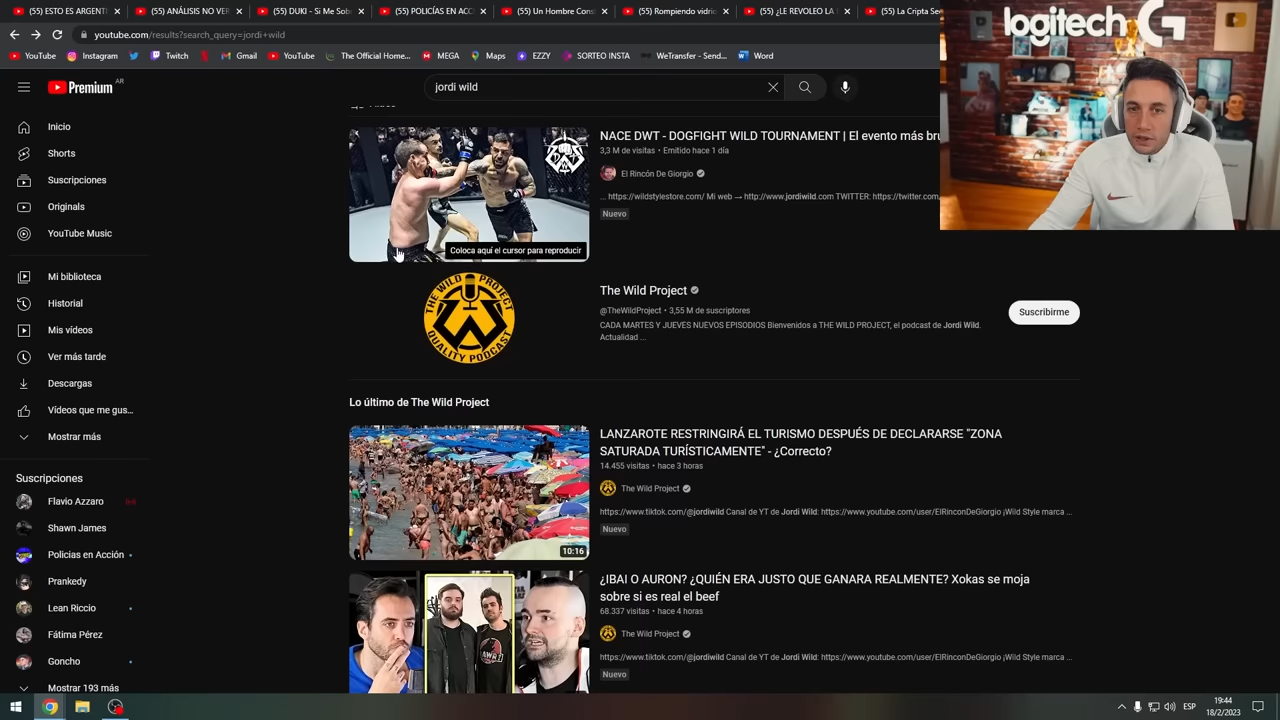 (55) ESTO SI E
(55) ANÁLISIS NO VER
(55) DUKI - Si Me Sob
(55) POLICÍAS EN ACC
(55) Un Hombre Cons
(55) Rompiendo vidrio
(55) ¿LE REVOLEO LA
(55) La Cripta Se
youtube.com/results?search_query=jordi+wild
YouTube
Instagram
Twitch
Netflix
Gmail
YouTube
The Official Home...
MEGA
Maps
EZZY
SORTEO INSTA
WeTransfer - Send...
Word
logitech G
Premium
AR
jordi wild
Inicio
Shorts
Suscripciones
Originals
YouTube Music
Mi biblioteca
Historial
Mis vídeos
Ver más tarde
Descargas
Vídeos que me gus...
Mostrar más
Suscripciones
Flavio Azzaro
Shawn James
Policias en Acción
Prankedy
Lean Riccio
Fátima Pérez
Goncho
Mostrar 193 más
NACE DWT - DOGFIGHT WILD TOURNAMENT | El evento más bru
3,3 M de visitas • Emitido hace 1 día
El Rincón De Giorgio
... https://wildstylestore.com/ Mi web → http://www.jordiwild.com TWITTER: https://twitter.com
Nuevo
Coloca aquí el cursor para reproducir
THE WILD PROJECT
QUALITY PODCAST
The Wild Project
@TheWildProject • 3,55 M de suscriptores
CADA MARTES Y JUEVES NUEVOS EPISODIOS Bienvenidos a THE WILD PROJECT, el podcast de Jordi Wild.
Actualidad ...
Suscribirme
Lo último de The Wild Project
LANZAROTE RESTRINGIRÁ EL TURISMO DESPUÉS DE DECLARARSE "ZONA
SATURADA TURÍSTICAMENTE" - ¿Correcto?
14.455 visitas • hace 3 horas
The Wild Project
https://www.tiktok.com/@jordiwild Canal de YT de Jordi Wild: https://www.youtube.com/user/ElRinconDeGiorgio ¡Wild Style marca ...
Nuevo
10:16
¿IBAI O AURON? ¿QUIÉN ERA JUSTO QUE GANARA REALMENTE? Xokas se moja
sobre si es real el beef
68.337 visitas • hace 4 horas
The Wild Project
https://www.tiktok.com/@jordiwild Canal de YT de Jordi Wild: https://www.youtube.com/user/ElRinconDeGiorgio ¡Wild Style marca ...
Nuevo
ESP
19:44
18/2/2023